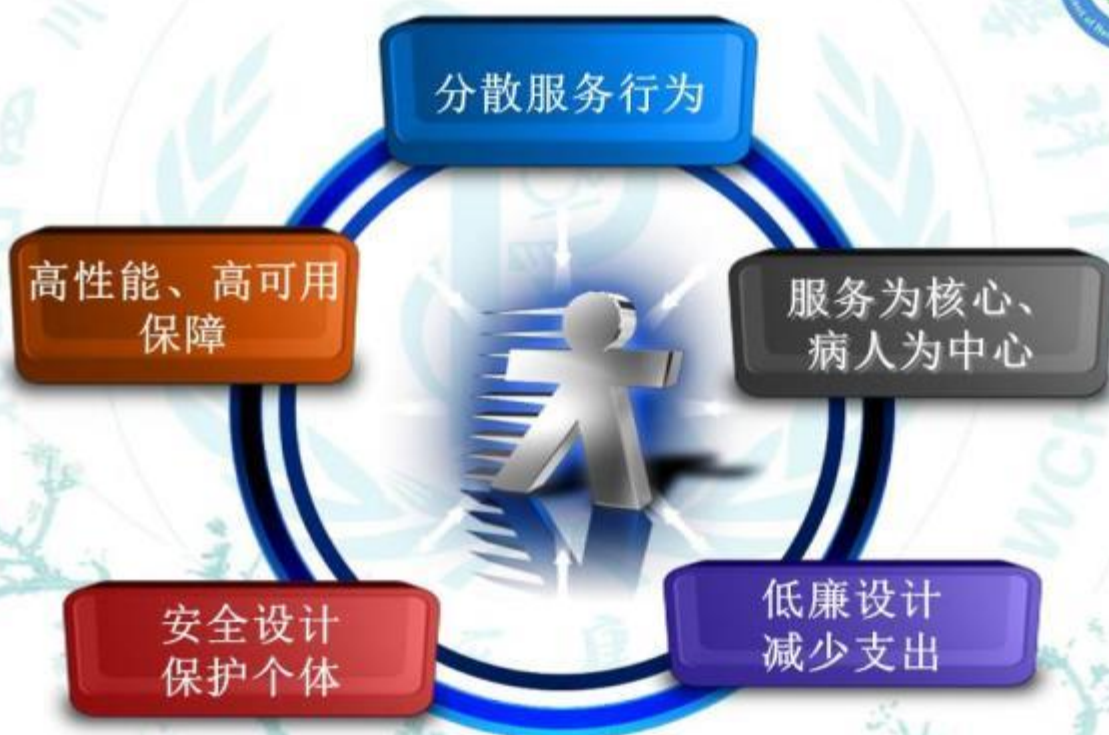 分散服务行为
高性能、高可用
保障
服务为核心、
病人为中心
安全设计
保护个体
低廉设计
减少支出